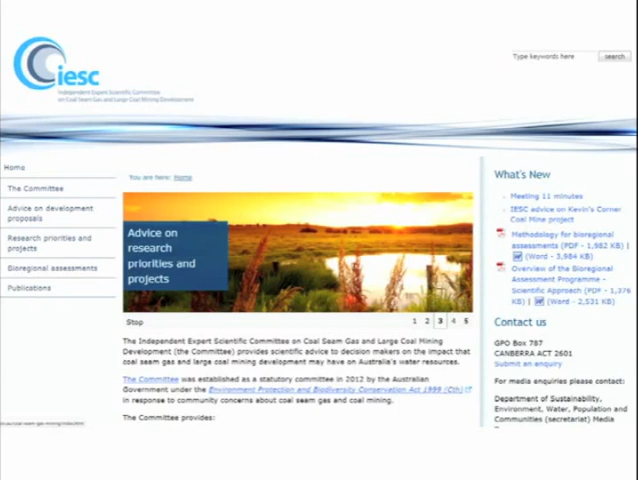 Type keywords here
search
iesc
Independent Expert Scientific Committee
on Coal Seam Gas and Large Coal Mining Development
Home
The Committee
Advice on development
proposals
Research priorities and
projects
Bioregional assessments
Publications
You are here: Home
Advice on
research
priorities and
projects
Stop
1 2 3 4 5
The Independent Expert Scientific Committee on Coal Seam Gas and Large Coal Mining
Development (the Committee) provides scientific advice to decision makers on the impact that
coal seam gas and large coal mining development may have on Australia's water resources.
The Committee was established as a statutory committee in 2012 by the Australian
Government under the Environment Protection and Biodiversity Conservation Act 1999 (Cth)
in response to community concerns about coal seam gas and coal mining.
The Committee provides:
What's New
Meeting 11 minutes
IESC advice on Kevin's Corner
Coal Mine project
Methodology for bioregional
assessments (PDF - 1,982 KB) |
(Word - 3,984 KB)
Overview of the Bioregional
Assessment Programme -
Scientific Approach (PDF - 1,376
KB) | (Word - 2,531 KB)
Contact us
GPO Box 787
CANBERRA ACT 2601
Submit an enquiry
For media enquiries please contact:
Department of Sustainability,
Environment, Water, Population and
Communities (secretariat) Media